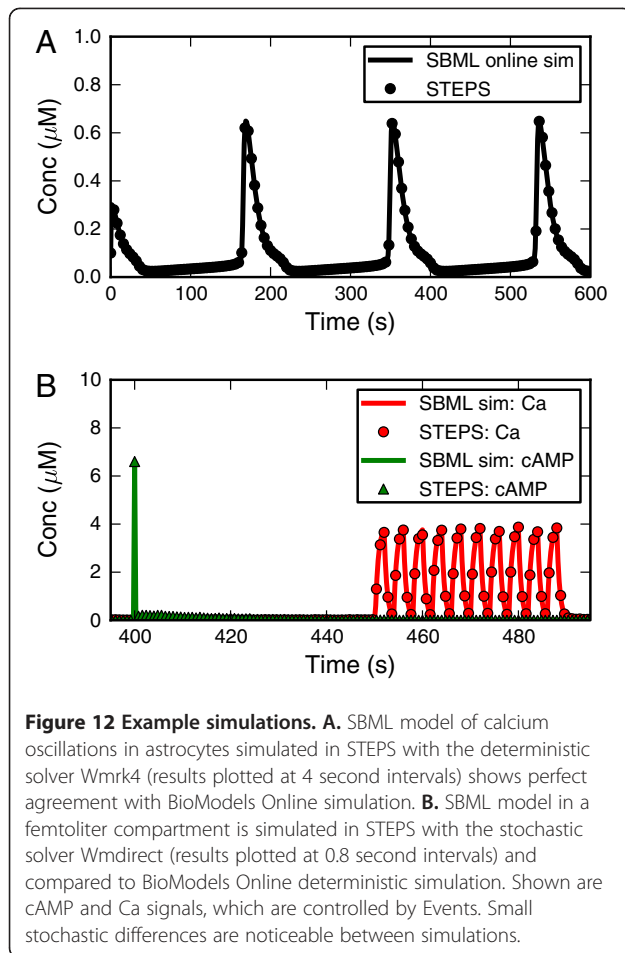 A
1.0
0.8
0.6
0.4
0.2
0.0
Conc (μM)
SBML online sim
STEPS
0 100 200 300 400 500 600
Time (s)
B
10
8
6
4
2
0
Conc (μM)
SBML sim: Ca
STEPS: Ca
SBML sim: cAMP
STEPS: cAMP
400 420 440 460 480
Time (s)
Figure 12 Example simulations. A. SBML model of calcium
oscillations in astrocytes simulated in STEPS with the deterministic
solver Wmrk4 (results plotted at 4 second intervals) shows perfect
agreement with BioModels Online simulation. B. SBML model in a
femtoliter compartment is simulated in STEPS with the stochastic
solver Wmdirect (results plotted at 0.8 second intervals) and
compared to BioModels Online deterministic simulation. Shown are
cAMP and Ca signals, which are controlled by Events. Small
stochastic differences are noticeable between simulations.